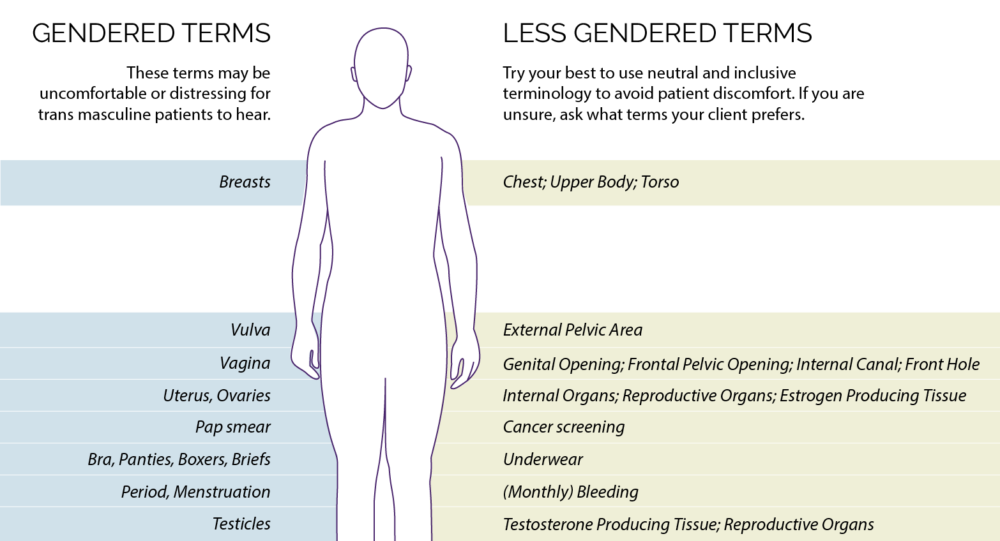 GENDERED TERMS
These terms may be
uncomfortable or distressing for
trans masculine patients to hear.
LESS GENDERED TERMS
Try your best to use neutral and inclusive
terminology to avoid patient discomfort. If you are
unsure, ask what terms your client prefers.
Breasts
Chest; Upper Body; Torso
Vulva
External Pelvic Area
Vagina
Genital Opening; Frontal Pelvic Opening; Internal Canal; Front Hole
Uterus, Ovaries
Internal Organs; Reproductive Organs; Estrogen Producing Tissue
Pap smear
Cancer screening
Bra, Panties, Boxers, Briefs
Underwear
Period, Menstruation
(Monthly) Bleeding
Testicles
Testosterone Producing Tissue; Reproductive Organs